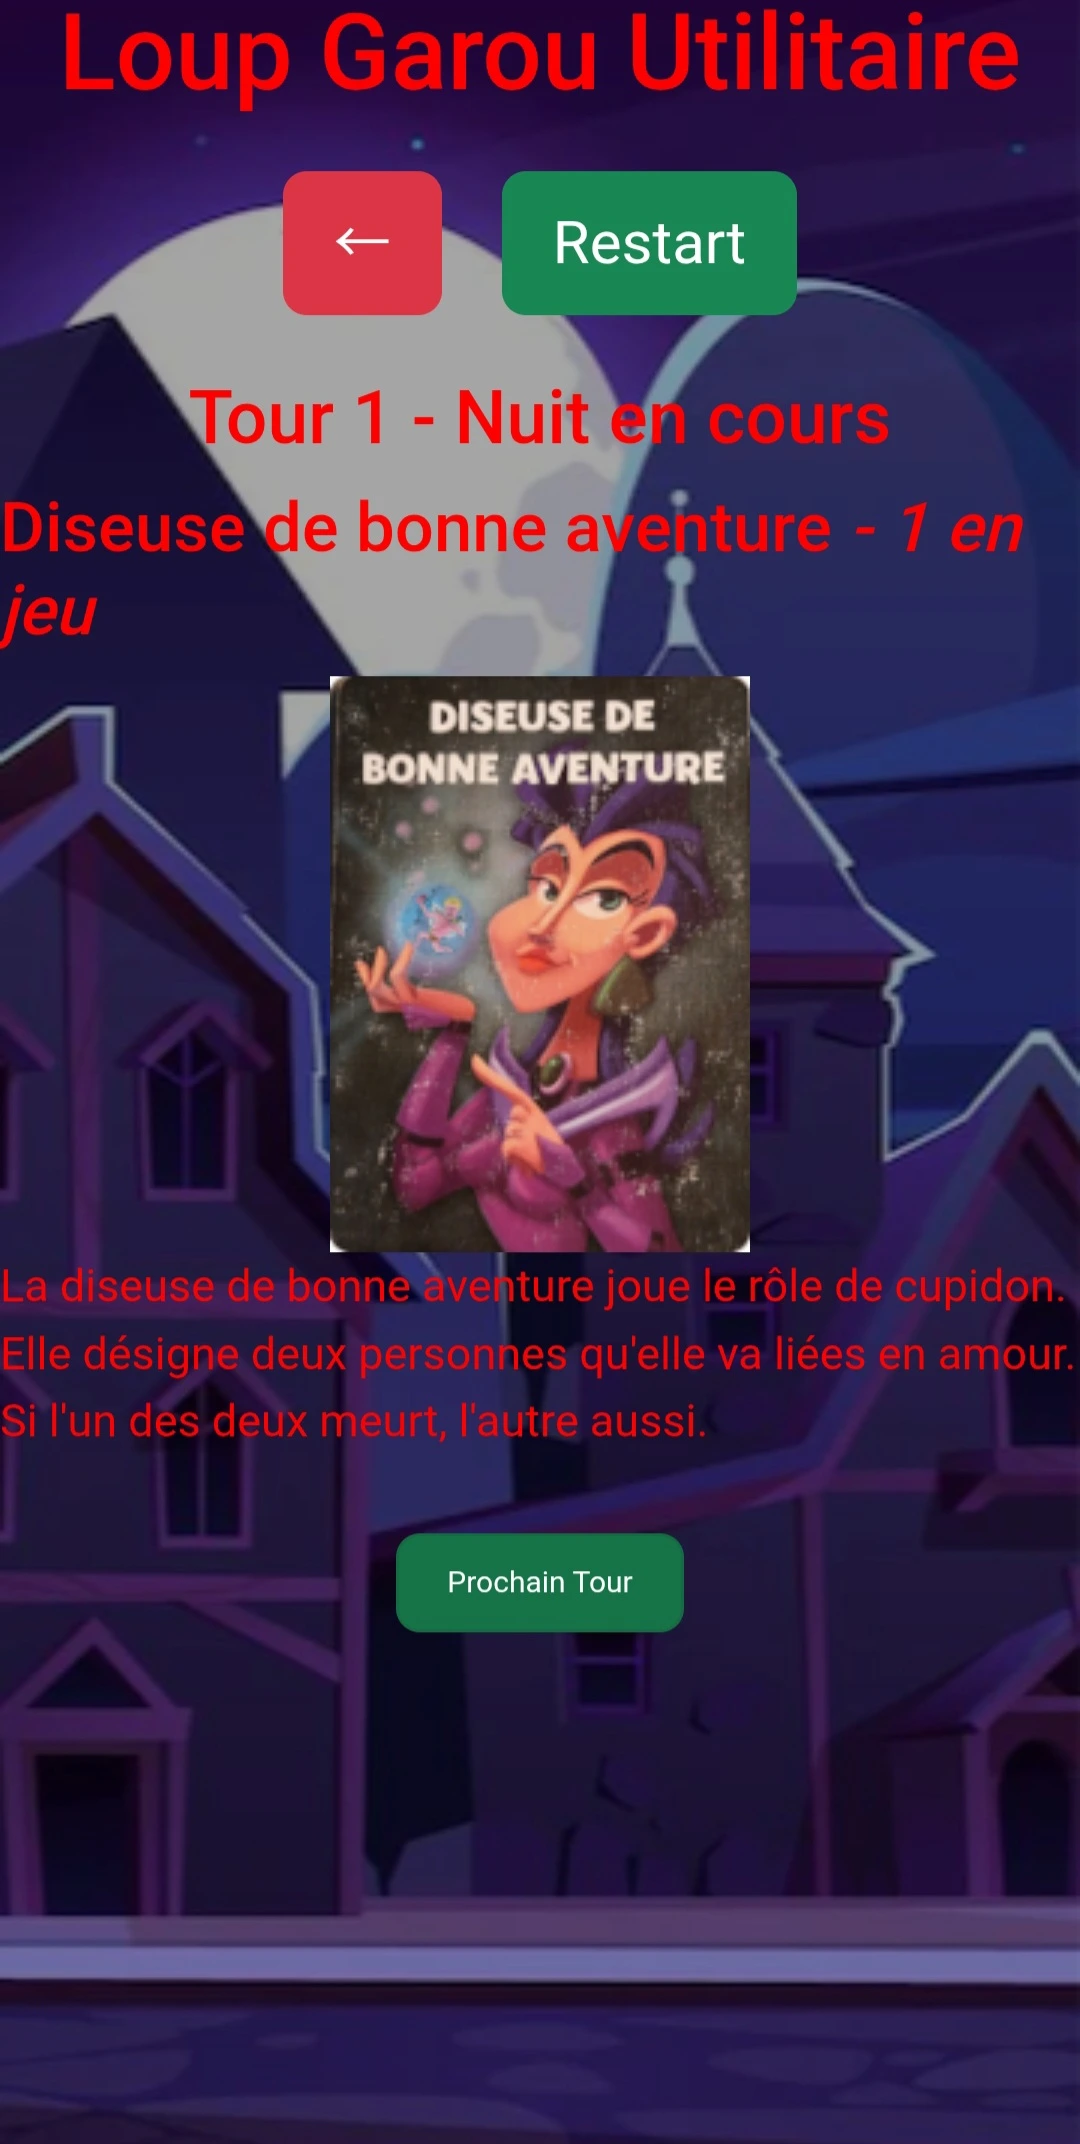 Loup Garou Utilitaire
← Restart
Tour 1 - Nuit en cours
Diseuse de bonne aventure - 1 en
jeu
DISEUSE DE
BONNE AVENTURE
La diseuse de bonne aventure joue le rôle de cupidon.
Elle désigne deux personnes qu'elle va liées en amour.
Si l'un des deux meurt, l'autre aussi.
Prochain Tour